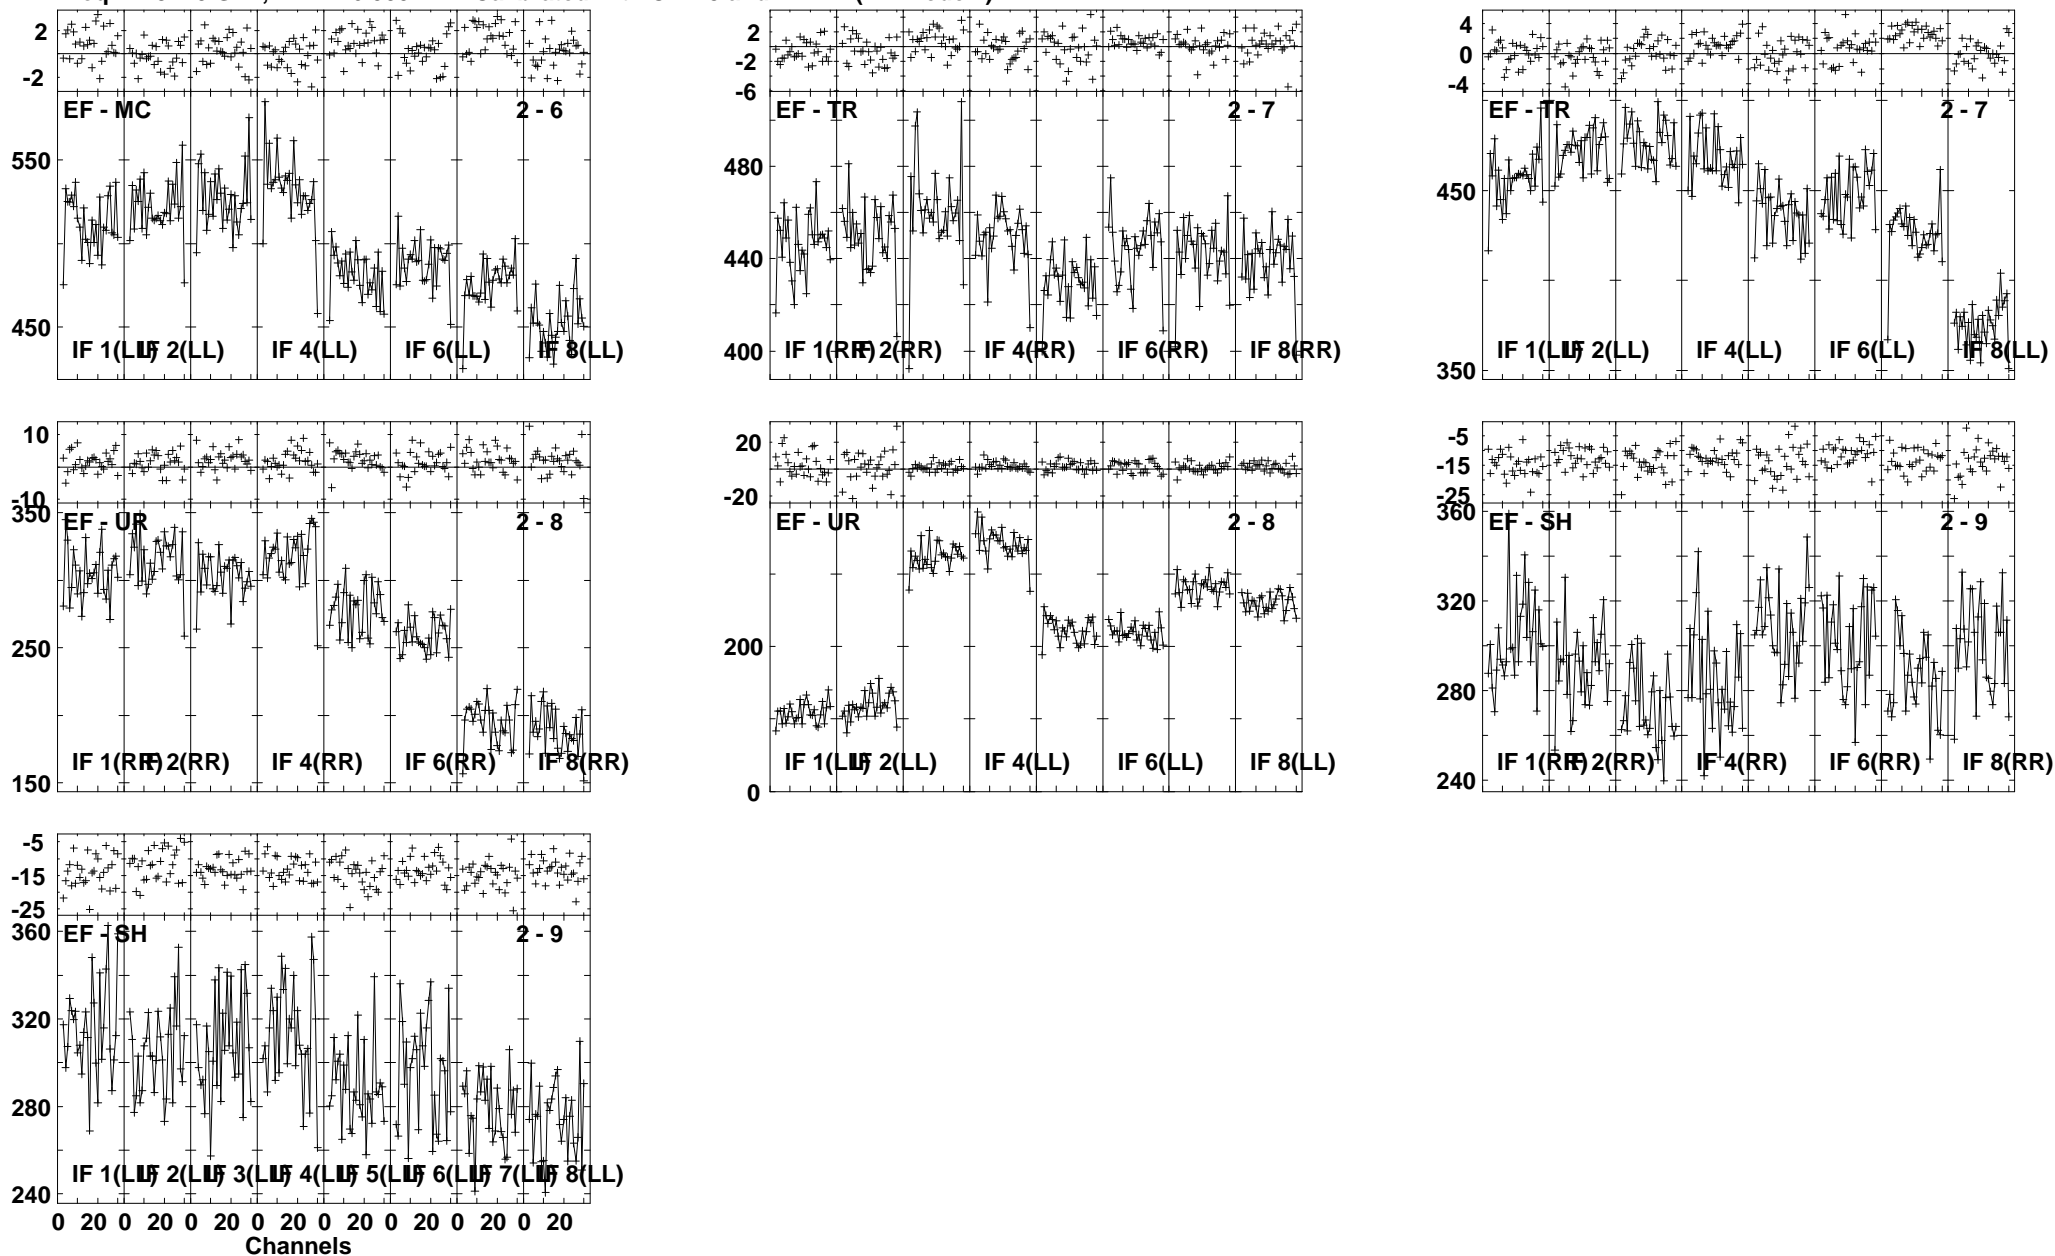 2
-2
EF - MC 2 - 6
550
450
IF 1(LL) IF 2(LL) IF 4(LL) IF 6(LL) IF 8(LL)
2
-2
-6
EF - TR 2 - 7
480
440
400
IF 1(RR) IF 2(RR) IF 4(RR) IF 6(RR) IF 8(RR)
4
0
-4
EF - TR 2 - 7
450
350
IF 1(LL) IF 2(LL) IF 4(LL) IF 6(LL) IF 8(LL)
10
-10
350
EF - UR 2 - 8
250
150
IF 1(RR) IF 2(RR) IF 4(RR) IF 6(RR) IF 8(RR)
20
-20
EF - UR 2 - 8
200
0
IF 1(LL) IF 2(LL) IF 4(LL) IF 6(LL) IF 8(LL)
-5
-15
-25
360
EF - SH 2 - 9
320
280
240
IF 1(RR) IF 2(RR) IF 4(RR) IF 6(RR) IF 8(RR)
-5
-15
-25
360
EF - SH 2 - 9
320
280
240
IF 1(LL) IF 2(LL) IF 3(LL) IF 4(LL) IF 5(LL) IF 6(LL) IF 7(LL) IF 8(LL)
0 20 0 20 0 20 0 20 0 20 0 20 0 20 0 20
Channels